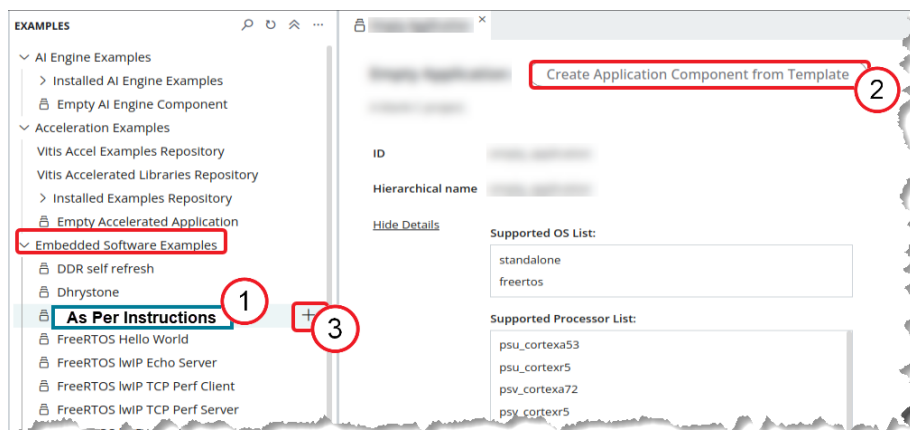 EXAMPLES
AI Engine Examples
Installed AI Engine Examples
Empty AI Engine Component
Acceleration Examples
Vitis Accel Examples Repository
Vitis Accelerated Libraries Repository
Installed Examples Repository
Empty Accelerated Application
Embedded Software Examples
DDR self refresh
Dhrystone
As Per Instructions
1
3
FreeRTOS Hello World
FreeRTOS lwIP Echo Server
FreeRTOS lwIP TCP Perf Client
FreeRTOS lwIP TCP Perf Server
Create Application Component from Template
2
ID
Hierarchical name
Hide Details
Supported OS List:
standalone
freertos
Supported Processor List:
psu_cortexa53
psu_cortexr5
psv_cortexa72
psv_cortexr5